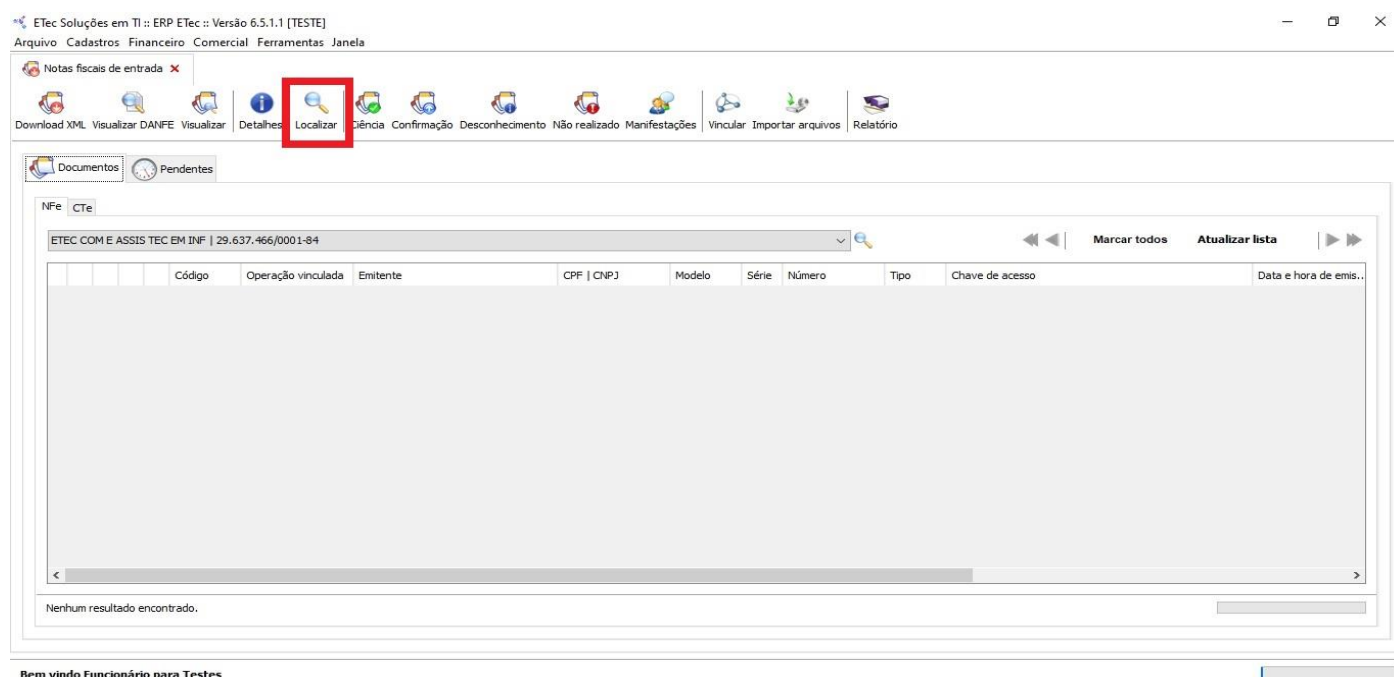 ETec Soluções em TI :: ERP ETec :: Versão 6.5.1.1 [TESTE]
Arquivo Cadastros Financeiro Comercial Ferramentas Janela
Notas fiscais de entrada
Download XML Visualizar DANFE Visualizar Detalhes Localizar Ciência Confirmação Desconhecimento Não realizado Manifestações Vincular Importar arquivos Relatório
Documentos Pendentes
NFe CTe
ETEC COM E ASSIS TEC EM INF | 29.637.466/0001-84 Marcar todos Atualizar lista
Código Operação vinculada Emitente CPF | CNPJ Modelo Série Número Tipo Chave de acesso Data e hora de emis..
Nenhum resultado encontrado.
Bem vindo Funcionário para Testes